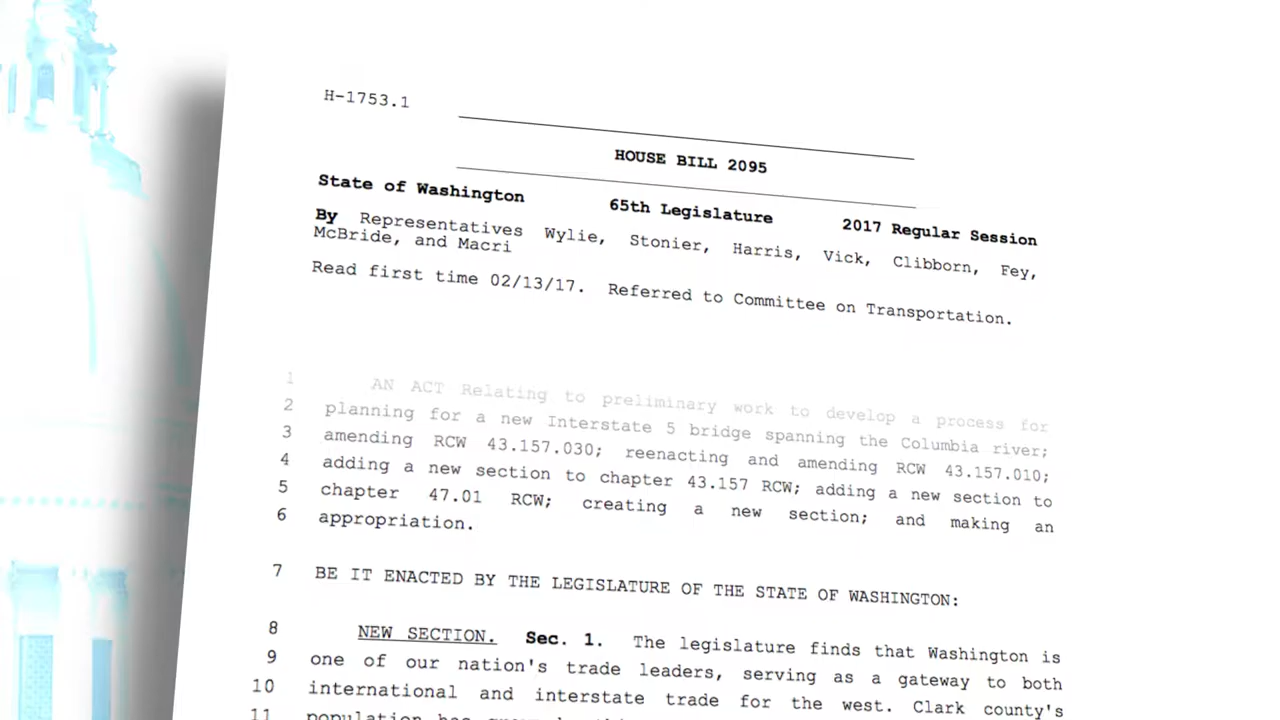 H-1753.1
HOUSE BILL 2095
State of Washington 65th Legislature 2017 Regular Session
By Representatives Wylie, Stonier, Harris, Vick, Clibborn, Fey,
McBride, and Macri
Read first time 02/13/17. Referred to Committee on Transportation.
1 AN ACT Relating to preliminary work to develop a process for
2 planning for a new Interstate 5 bridge spanning the Columbia river;
3 amending RCW 43.157.030; reenacting and amending RCW 43.157.010;
4 adding a new section to chapter 43.157 RCW; adding a new section to
5 chapter 47.01 RCW; creating a new section; and making an
6 appropriation.
7 BE IT ENACTED BY THE LEGISLATURE OF THE STATE OF WASHINGTON:
8 NEW SECTION. Sec. 1. The legislature finds that Washington is
9 one of our nation's trade leaders, serving as a gateway to both
10 international and interstate trade for the west. Clark county's
11 population has